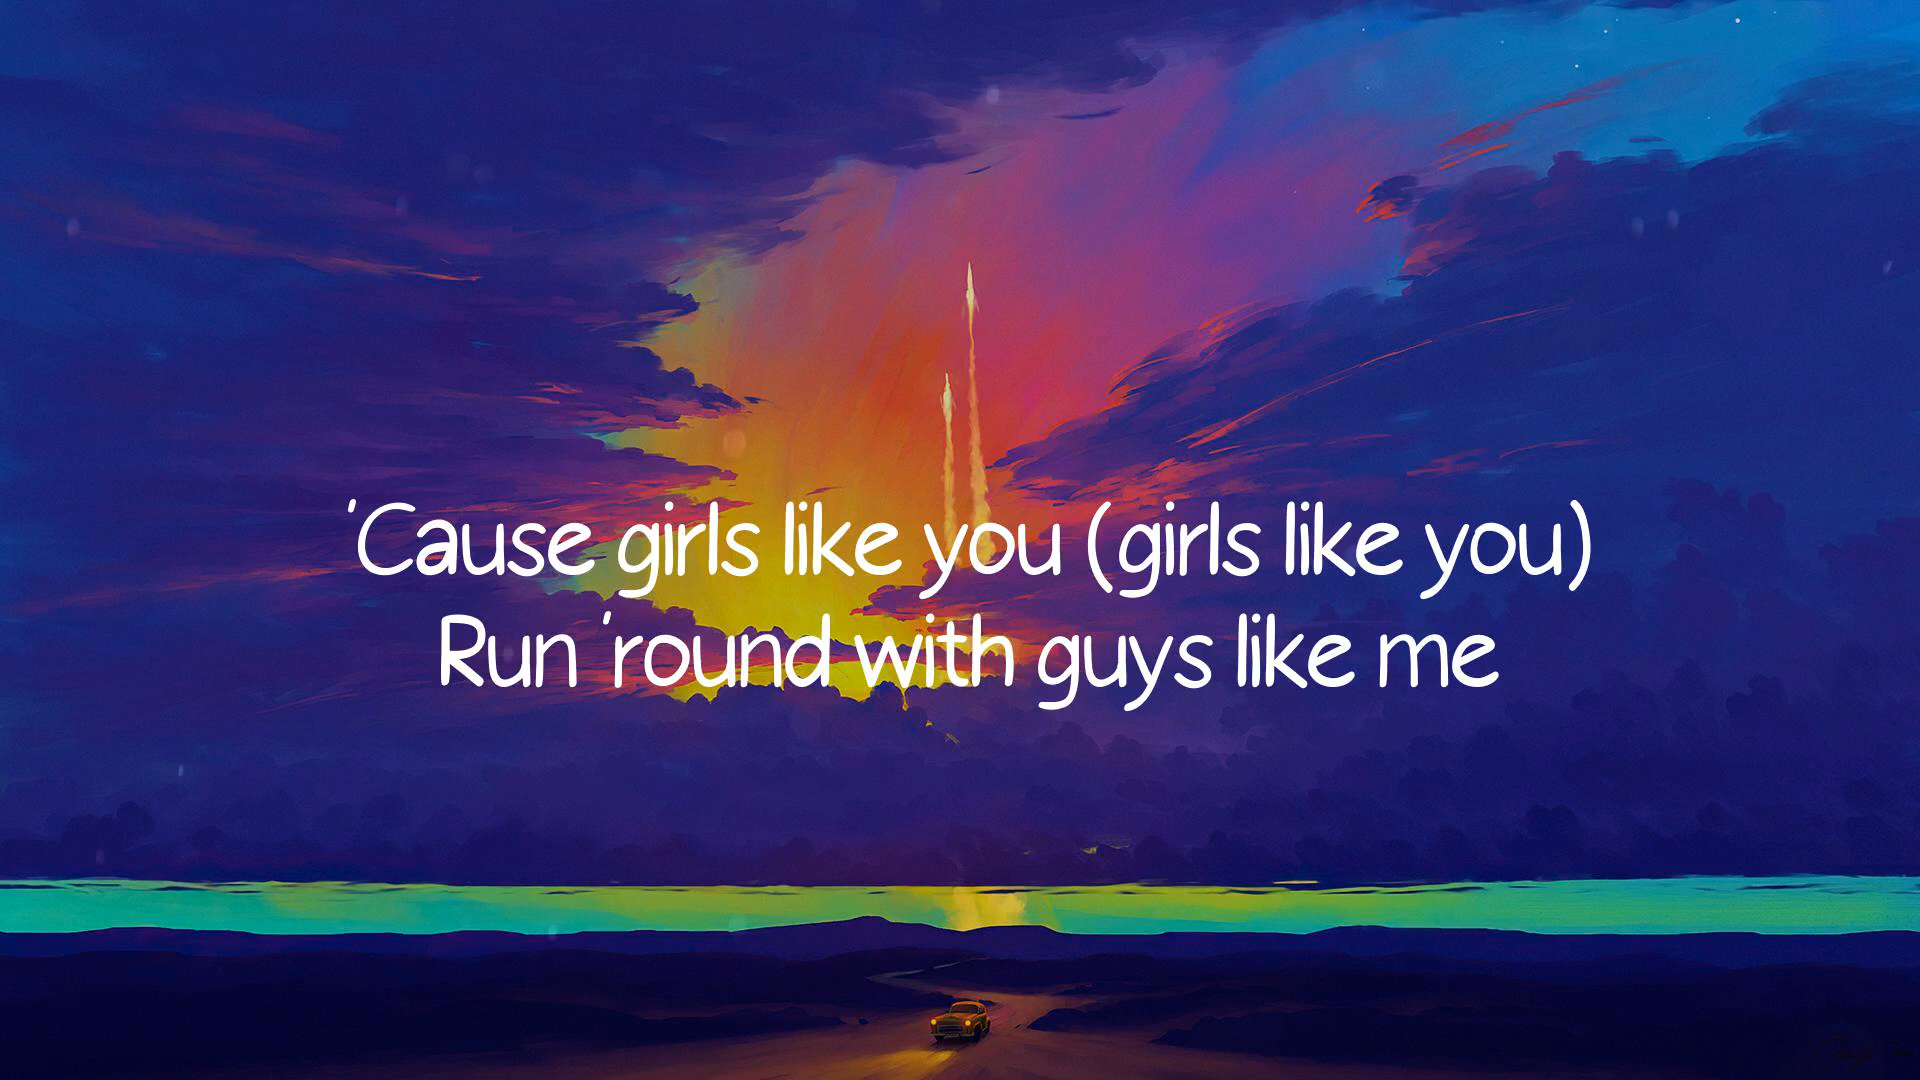 'Cause girls like you (girls like you)
Run 'round with guys like me